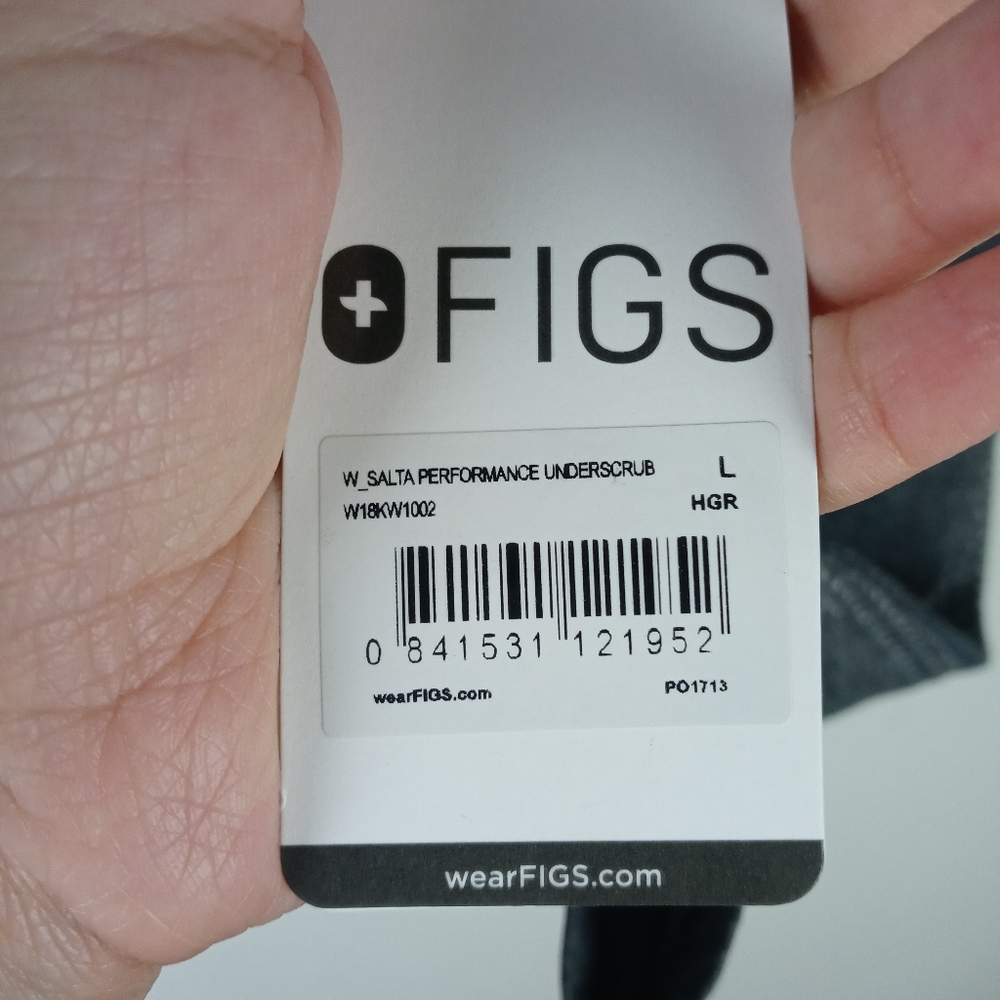 FIGS
W_SALTA PERFORMANCE UNDERSCRUB L
W18KW1002 HGR
0 841531 121952
wearFIGS.com PO1713
wearFIGS.com